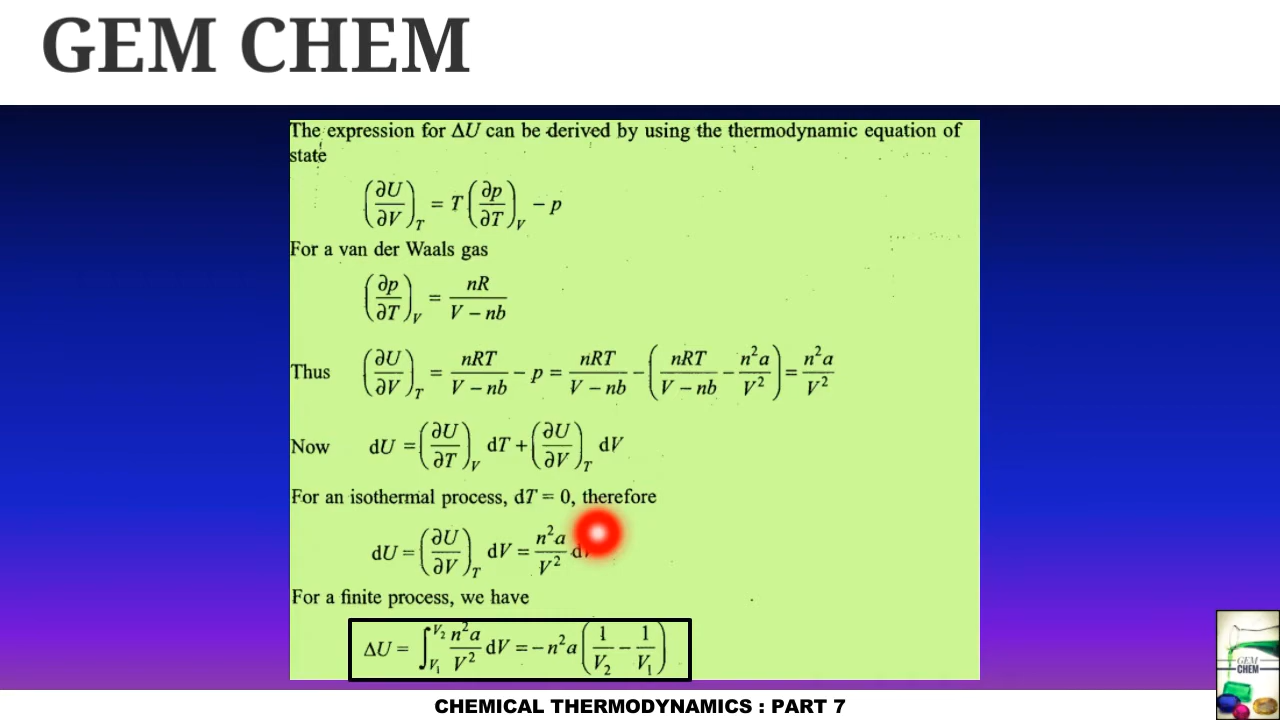 GEM CHEM
The expression for ΔU can be derived by using the thermodynamic equation of
state
(∂U/∂V)_T = T(∂p/∂T)_V − p
For a van der Waals gas
(∂p/∂T)_V = nR/(V − nb)
Thus (∂U/∂V)_T = nRT/(V − nb) − p = nRT/(V − nb) − (nRT/(V − nb) − n²a/V²) = n²a/V²
Now dU = (∂U/∂T)_V dT + (∂U/∂V)_T dV
For an isothermal process, dT = 0, therefore
dU = (∂U/∂V)_T dV = n²a/V²
For a finite process, we have
ΔU = ∫_V₁^V₂ n²a/V² dV = −n²a(1/V₂ − 1/V₁)
GEM
CHEM
CHEMICAL THERMODYNAMICS : PART 7